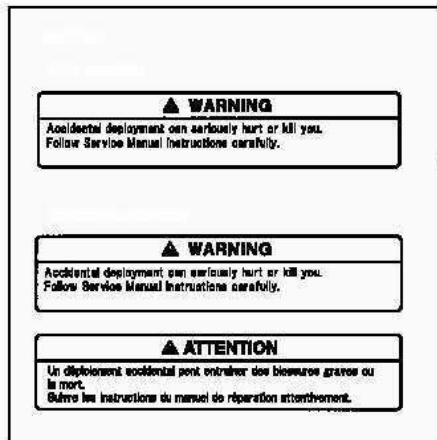 ⚠ WARNING
Accidental deployment can seriously hurt or kill you.
Follow Service Manual instructions carefully.
⚠ WARNING
Accidental deployment can seriously hurt or kill you.
Follow Service Manual instructions carefully.
⚠ ATTENTION
Un déploiement accidental peut entraîner des blessures graves ou
la mort.
Suivre les instructions du manuel de réparation attentivement.